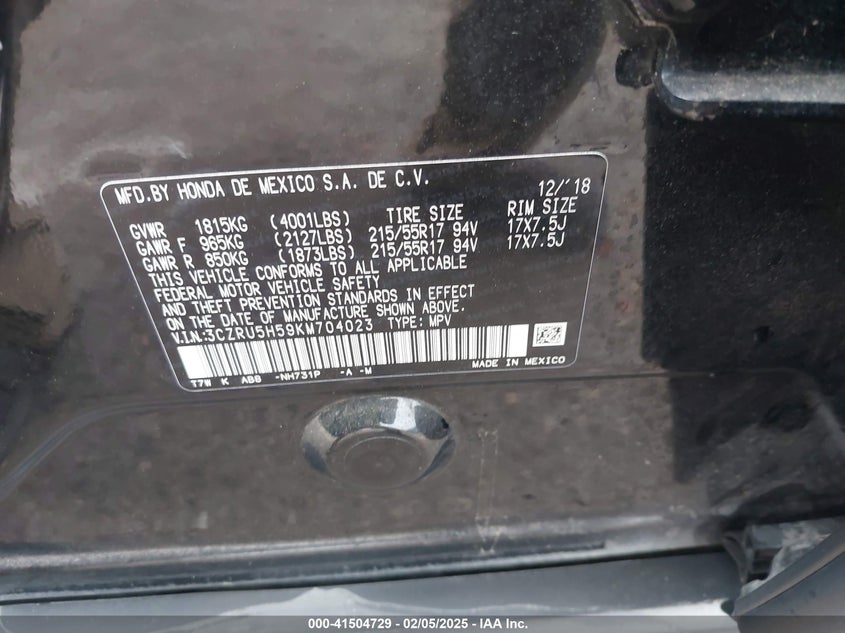 MFD.BY HONDA DE MEXICO S.A. DE C.V. 12/'18
GVWR 1815KG (4001LBS) TIRE SIZE RIM SIZE
GAWR F 965KG (2127LBS) 215/55R17 94V 17X7.5J
GAWR R 850KG (1873LBS) 215/55R17 94V 17X7.5J
THIS VEHICLE CONFORMS TO ALL APPLICABLE
FEDERAL MOTOR VEHICLE SAFETY
AND THEFT PREVENTION STANDARDS IN EFFECT
ON THE DATE OF MANUFACTURE SHOWN ABOVE.
V.I.N.:3CZRU5H59KM704023 TYPE: MPV
MADE IN MEXICO
T7W K AB8 -NH731P -A -M
000-41504729 - 02/05/2025 - IAA Inc.